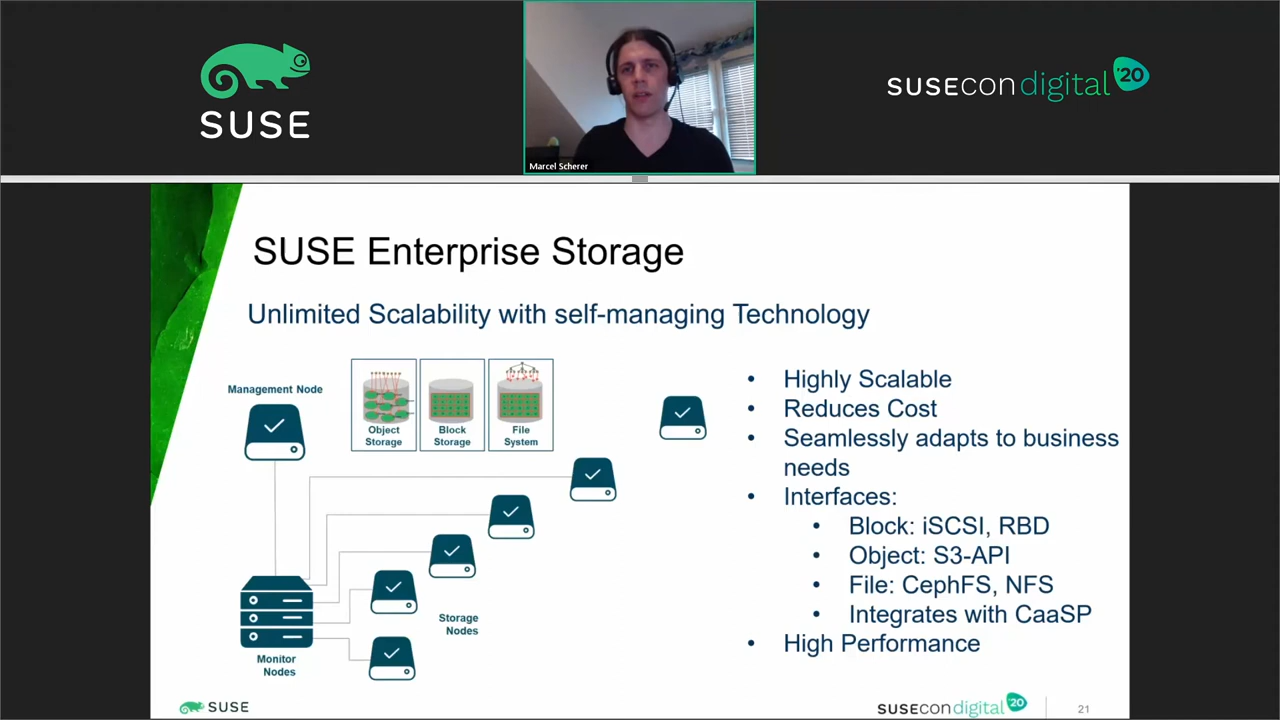 SUSE
Marcel Scherer
SUSECON digital '20
SUSE Enterprise Storage
Unlimited Scalability with self-managing Technology
Management Node
Object
Storage
Block
Storage
File
System
Storage
Nodes
Monitor
Nodes
• Highly Scalable
• Reduces Cost
• Seamlessly adapts to business
needs
• Interfaces:
• Block: iSCSI, RBD
• Object: S3-API
• File: CephFS, NFS
• Integrates with CaaSP
• High Performance
SUSE
SUSECON digital '20
21